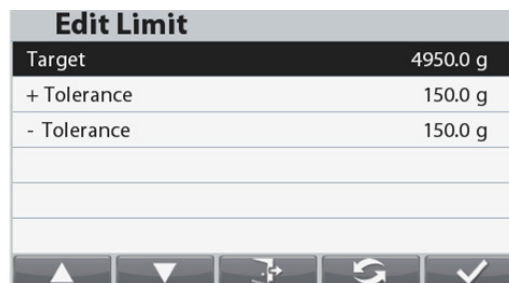 Edit Limit
Target 4950.0 g
+ Tolerance 150.0 g
- Tolerance 150.0 g